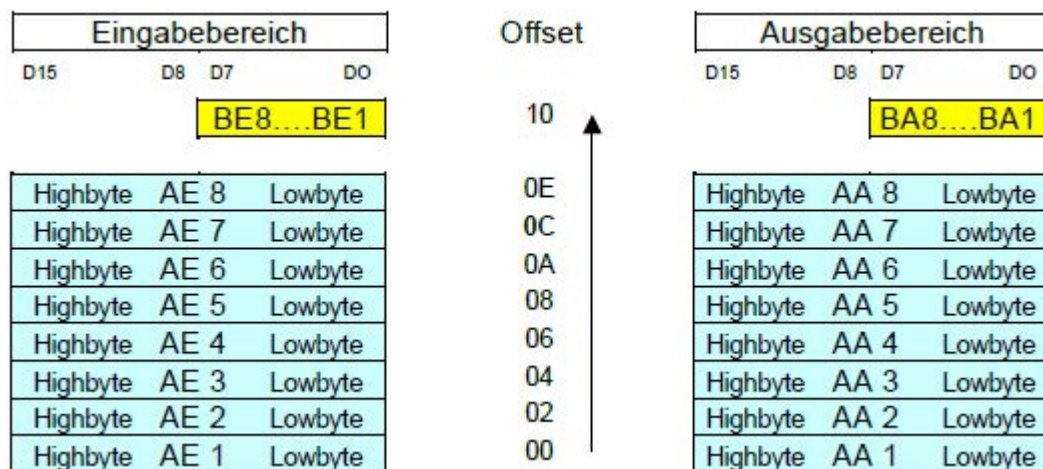 Eingabebereich Offset Ausgabebereich
D15 D8 D7 DO D15 D8 D7 DO
BE8....BE1 10 BA8....BA1
Highbyte AE 8 Lowbyte 0E Highbyte AA 8 Lowbyte
Highbyte AE 7 Lowbyte 0C Highbyte AA 7 Lowbyte
Highbyte AE 6 Lowbyte 0A Highbyte AA 6 Lowbyte
Highbyte AE 5 Lowbyte 08 Highbyte AA 5 Lowbyte
Highbyte AE 4 Lowbyte 06 Highbyte AA 4 Lowbyte
Highbyte AE 3 Lowbyte 04 Highbyte AA 3 Lowbyte
Highbyte AE 2 Lowbyte 02 Highbyte AA 2 Lowbyte
Highbyte AE 1 Lowbyte 00 Highbyte AA 1 Lowbyte